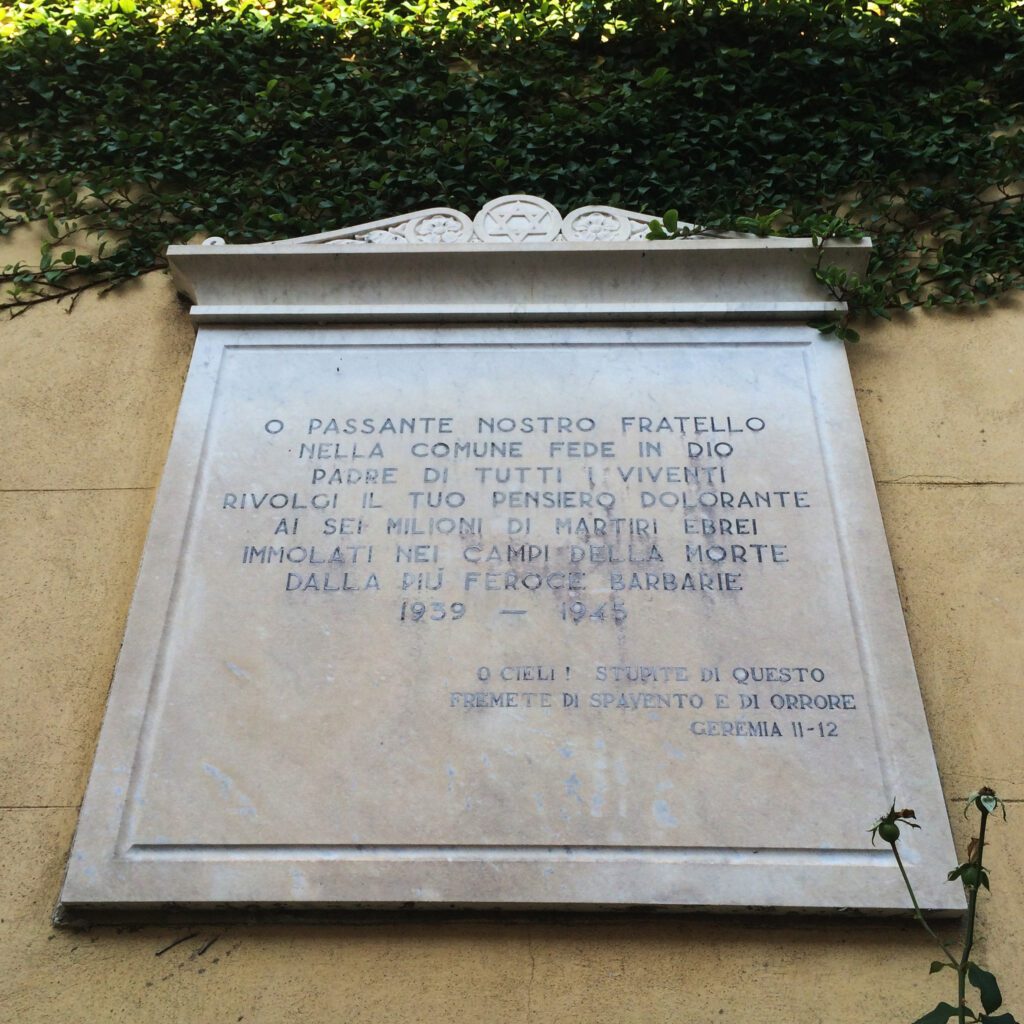 O PASSANTE NOSTRO FRATELLO
NELLA COMUNE FEDE IN DIO
PADRE DI TUTTI I VIVENTI
RIVOLGI IL TUO PENSIERO DOLORANTE
AI SEI MILIONI DI MARTIRI EBREI
IMMOLATI NEI CAMPI DELLA MORTE
DALLA PIÚ FEROCE BARBARIE
1939 — 1945
O CIELI! STUPITE DI QUESTO
FREMETE DI SPAVENTO E DI ORRORE
GEREMIA II-12